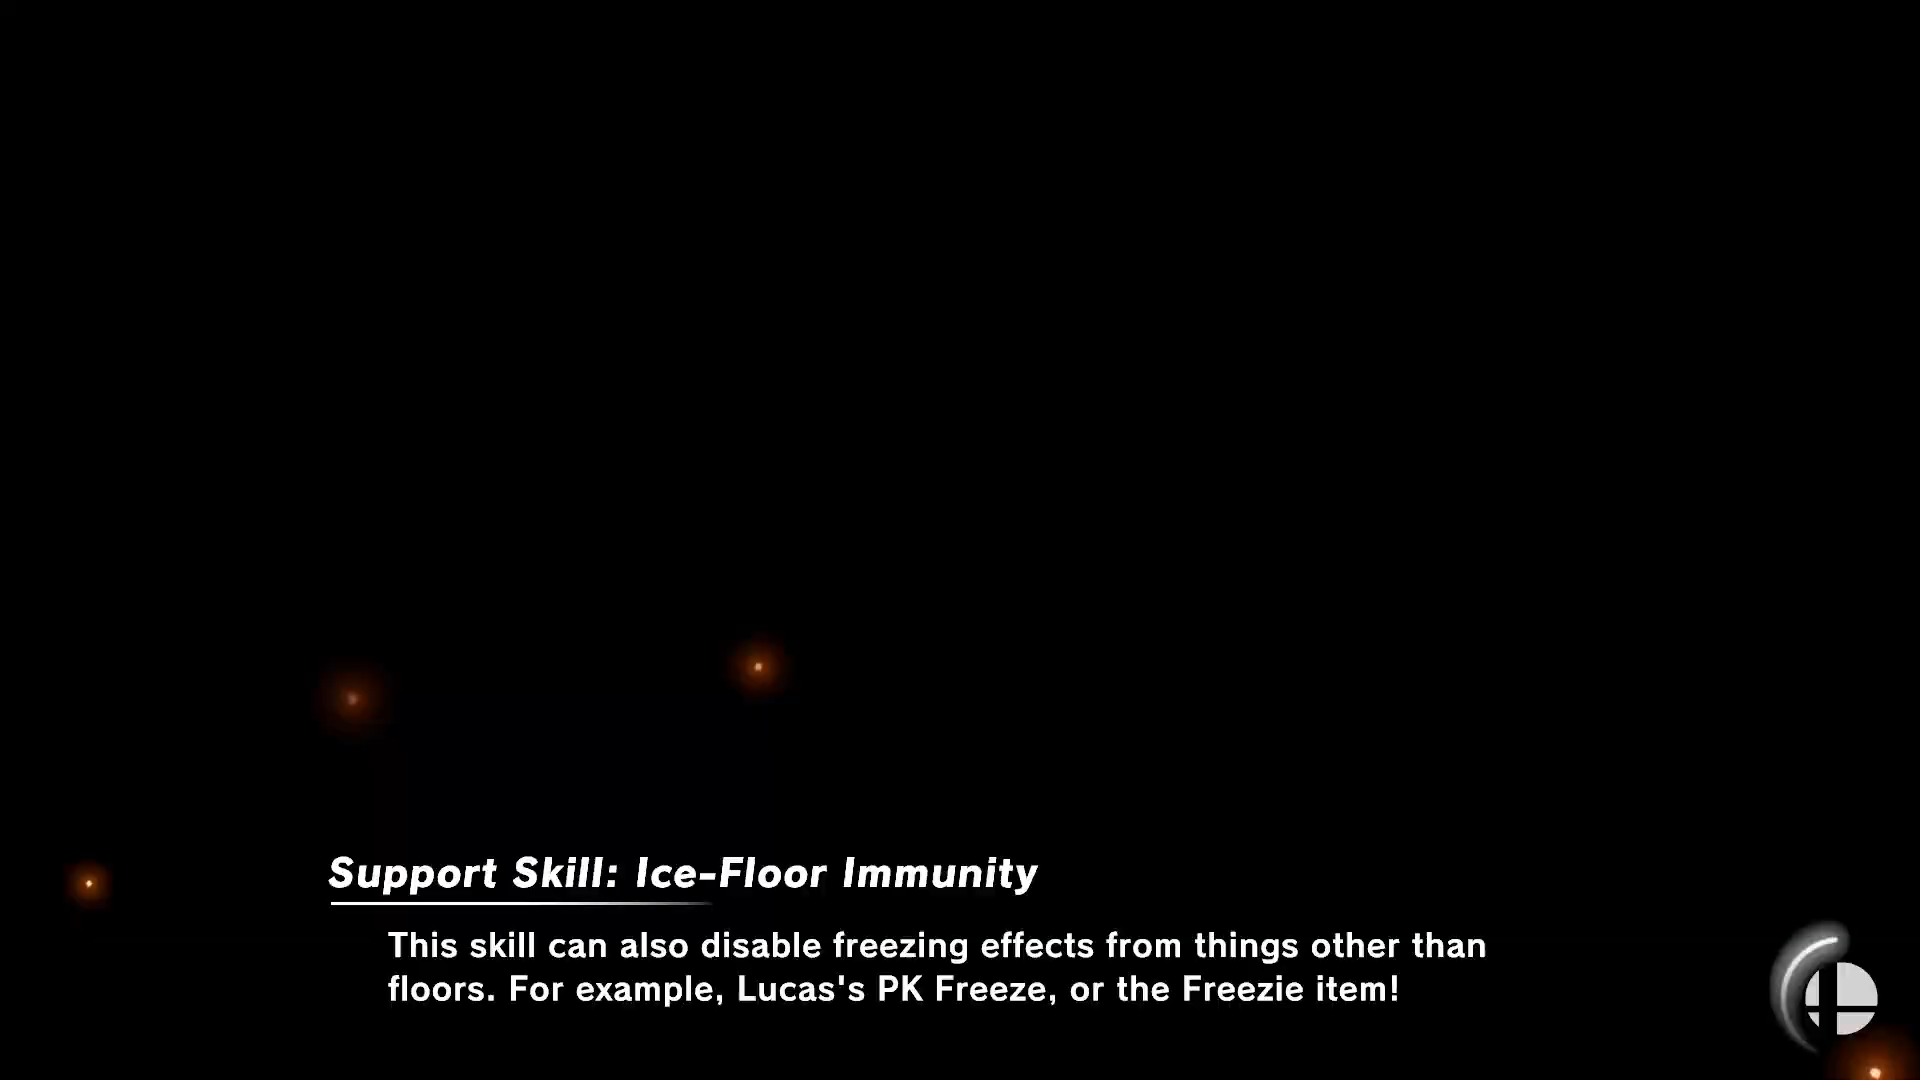 Support Skill: Ice-Floor Immunity
This skill can also disable freezing effects from things other than
floors. For example, Lucas's PK Freeze, or the Freezie item!